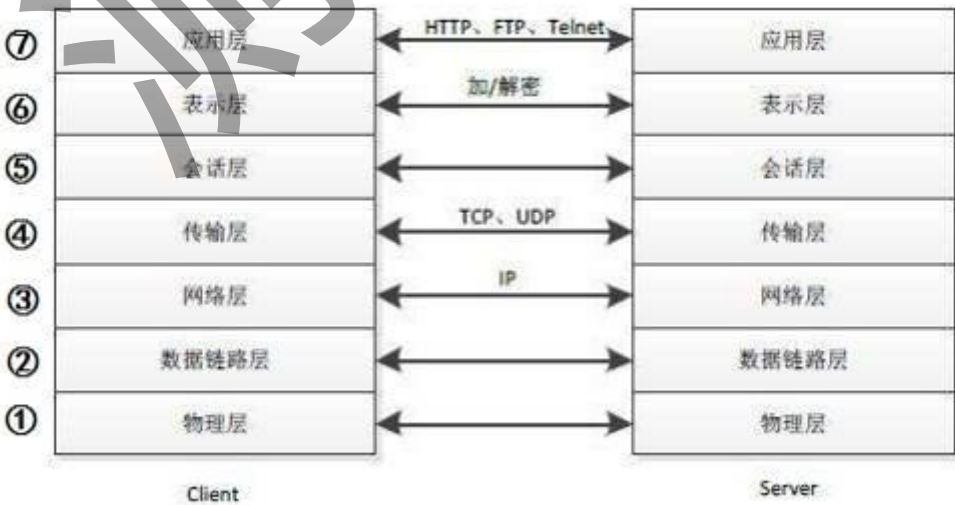 ⑦ 应用层 HTTP、FTP、Telnet 应用层
⑥ 表示层 加/解密 表示层
⑤ 会话层 会话层
④ 传输层 TCP、UDP 传输层
③ 网络层 IP 网络层
② 数据链路层 数据链路层
① 物理层 物理层
Client Server